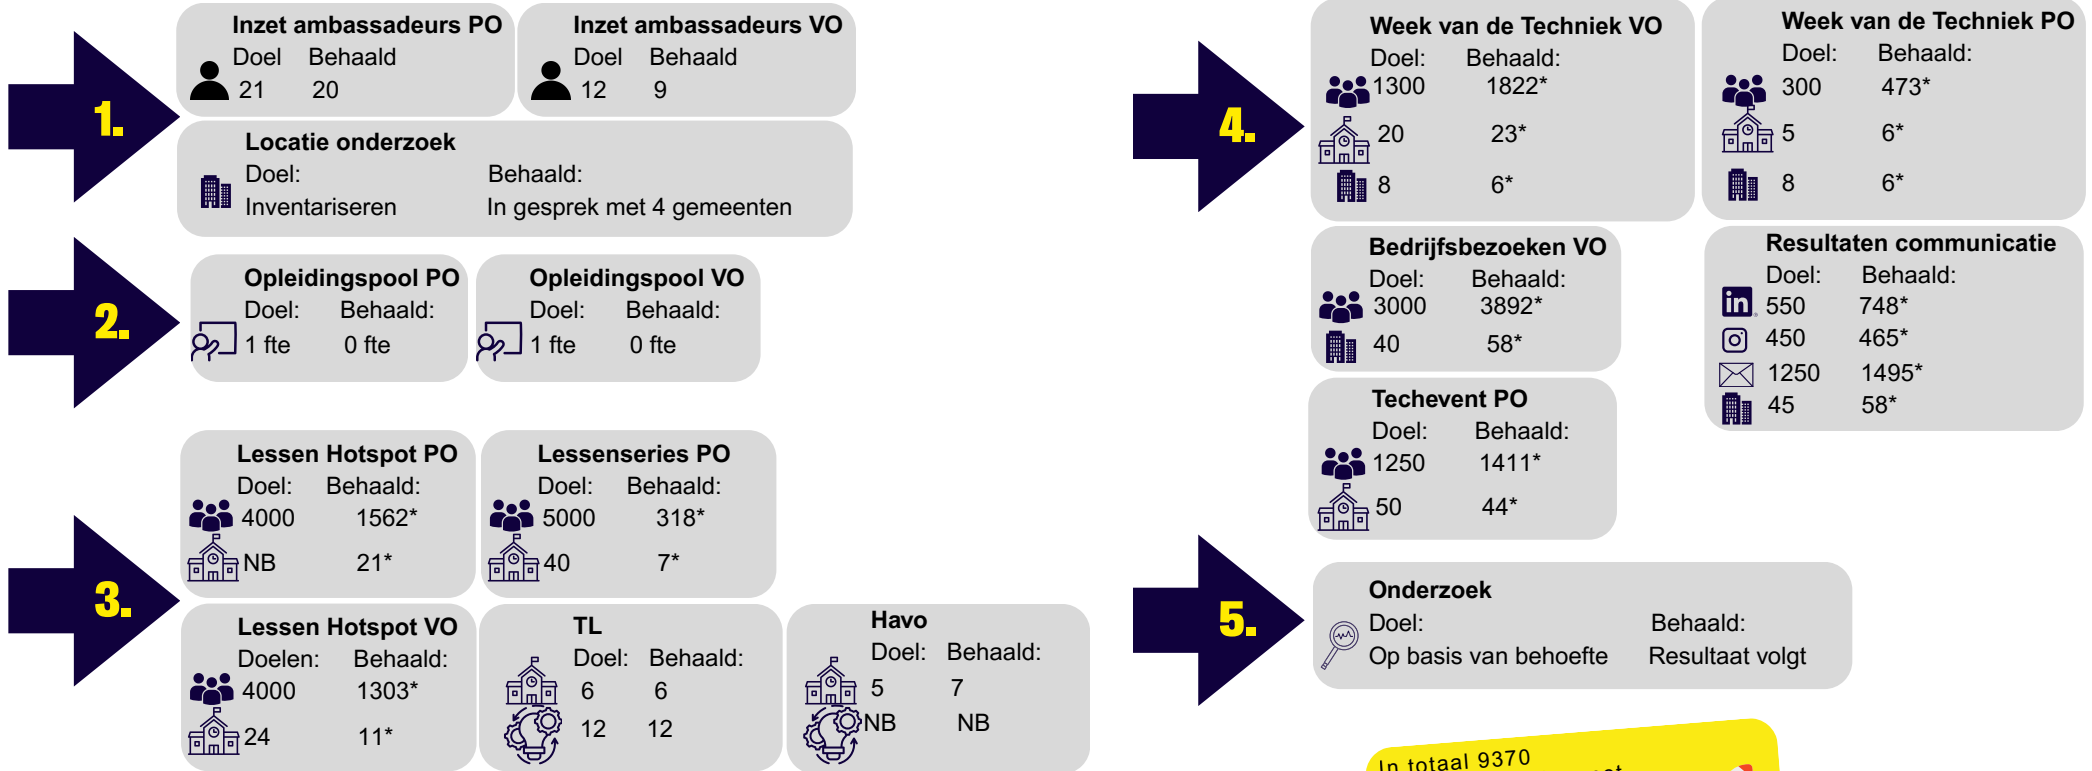 1.
Inzet ambassadeurs PO
Doel Behaald
21 20
Inzet ambassadeurs VO
Doel Behaald
12 9
Locatie onderzoek
Doel: Behaald:
Inventariseren In gesprek met 4 gemeenten
2.
Opleidingspool PO
Doel: Behaald:
1 fte 0 fte
Opleidingspool VO
Doel: Behaald:
1 fte 0 fte
3.
Lessen Hotspot PO
Doel: Behaald:
4000 1562*
NB 21*
Lessenseries PO
Doel: Behaald:
5000 318*
40 7*
Lessen Hotspot VO
Doelen: Behaald:
4000 1303*
24 11*
TL
Doel: Behaald:
6 6
12 12
Havo
Doel: Behaald:
5 7
NB NB
4.
Week van de Techniek VO
Doel: Behaald:
1300 1822*
20 23*
8 6*
Week van de Techniek PO
Doel: Behaald:
300 473*
5 6*
8 6*
Bedrijfsbezoeken VO
Doel: Behaald:
3000 3892*
40 58*
Resultaten communicatie
Doel: Behaald:
in 550 748*
450 465*
1250 1495*
45 58*
Techevent PO
Doel: Behaald:
1250 1411*
50 44*
5.
Onderzoek
Doel: Behaald:
Op basis van behoefte Resultaat volgt
In totaal 9370